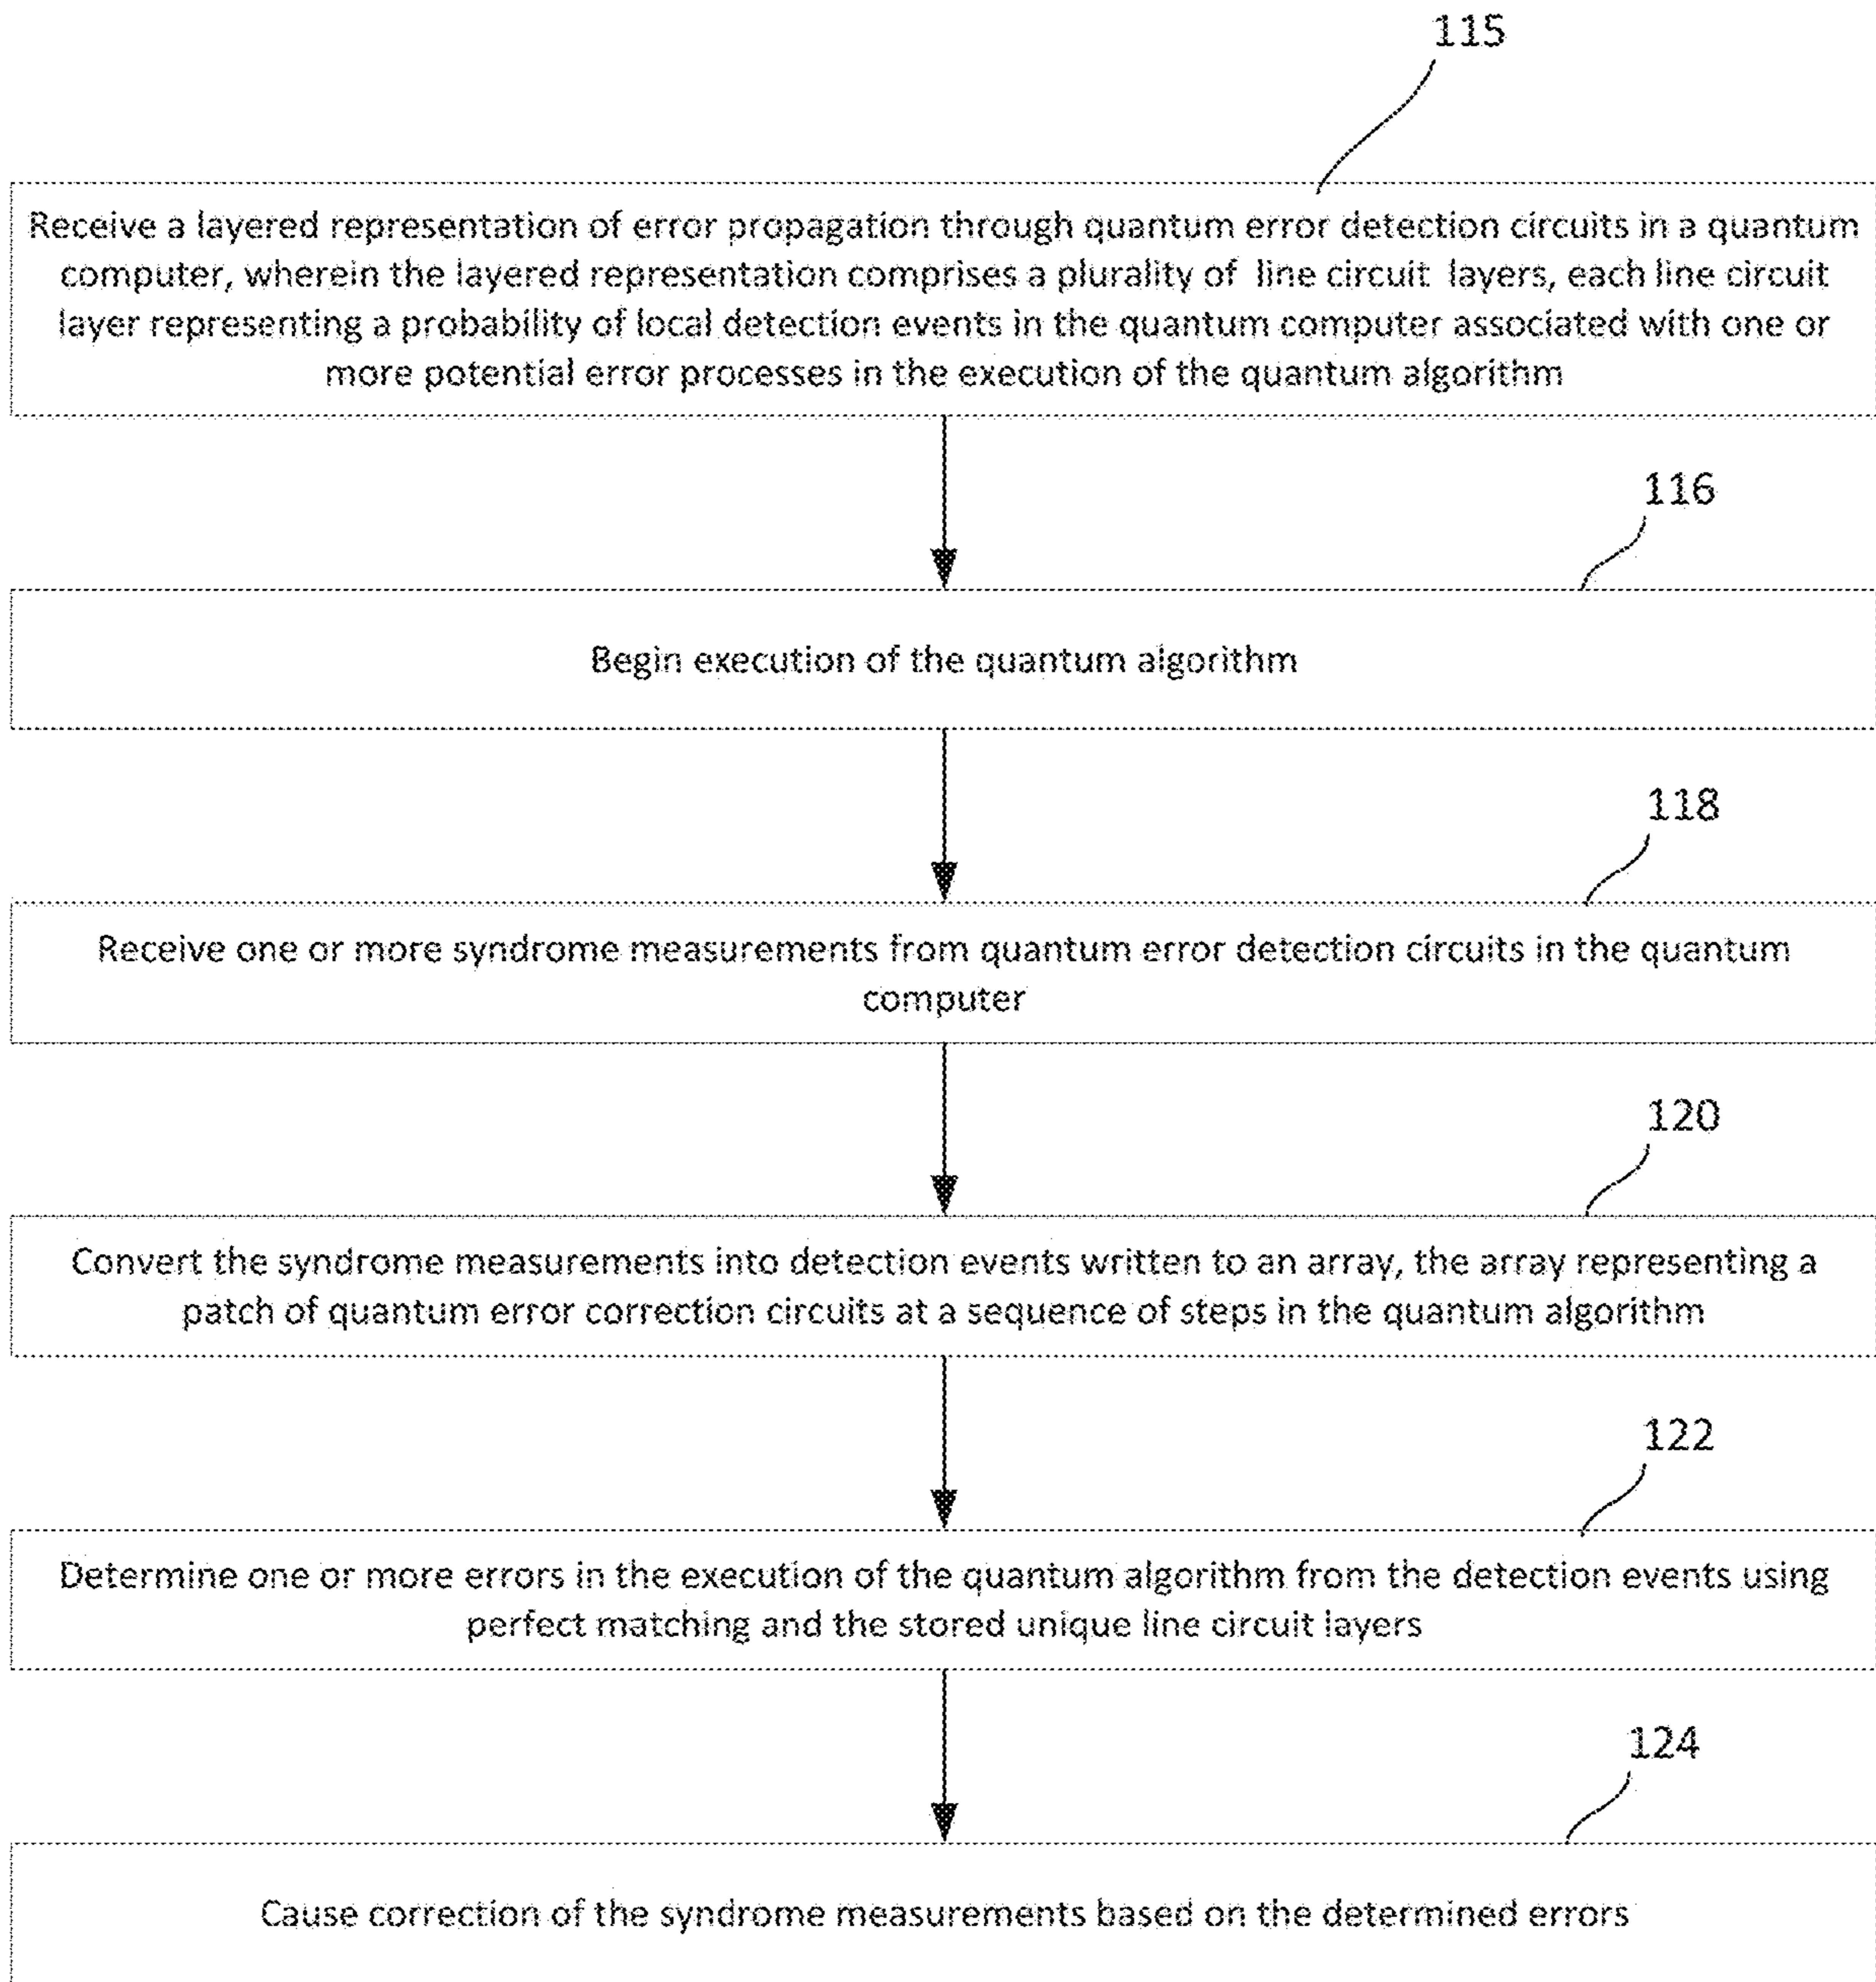 115
Receive a layered representation of error propagation through quantum error detection circuits in a quantum
computer, wherein the layered representation comprises a plurality of line circuit layers, each line circuit
layer representing a probability of local detection events in the quantum computer associated with one or
more potential error processes in the execution of the quantum algorithm
116
Begin execution of the quantum algorithm
118
Receive one or more syndrome measurements from quantum error detection circuits in the quantum
computer
120
Convert the syndrome measurements into detection events written to an array, the array representing a
patch of quantum error correction circuits at a sequence of steps in the quantum algorithm
122
Determine one or more errors in the execution of the quantum algorithm from the detection events using
perfect matching and the stored unique line circuit layers
124
Cause correction of the syndrome measurements based on the determined errors